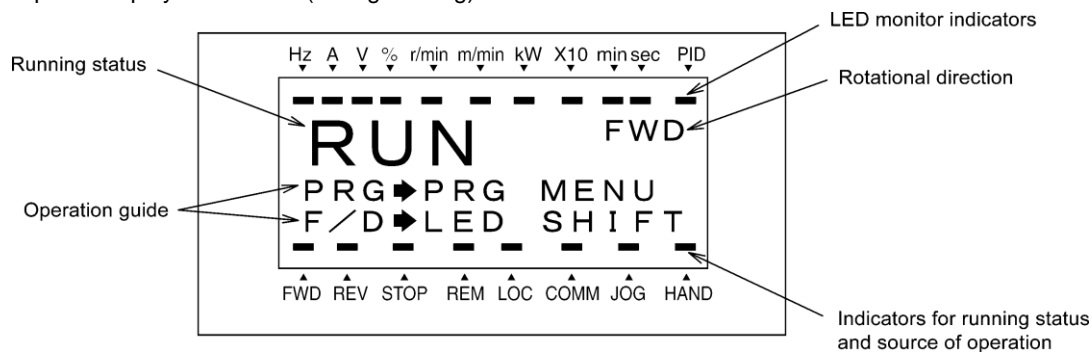 LED monitor indicators
Hz A V % r/min m/min kW X10 min sec PID
Running status
Rotational direction
RUN FWD
PRG➡PRG MENU
Operation guide
F/D➡LED SHIFT
FWD REV STOP REM LOC COMM JOG HAND
Indicators for running status
and source of operation